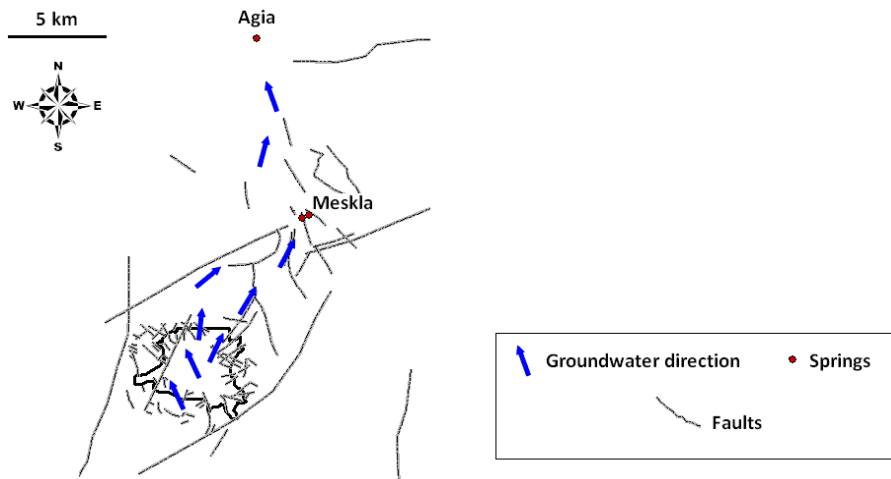 Agia
5 km
N
W E
S
Meskla
Groundwater direction
Springs
Faults